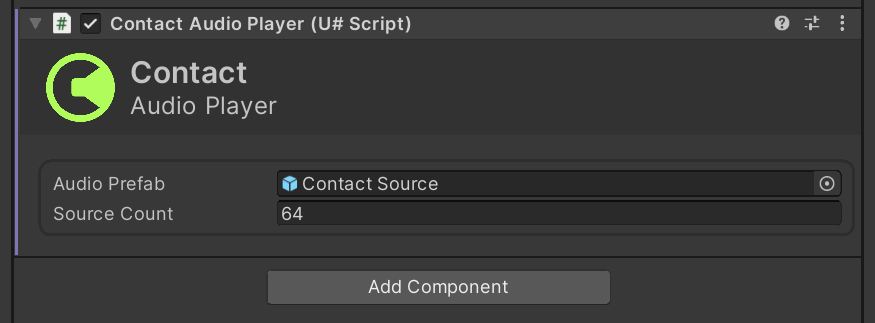 Contact Audio Player (U# Script)
Contact
Audio Player
Audio Prefab Contact Source
Source Count 64
Add Component